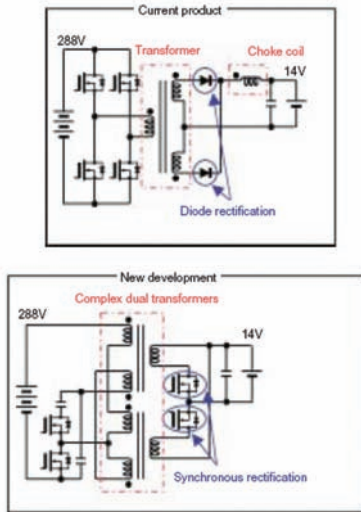 Current product
288V
Transformer
Choke coil
14V
Diode rectification
New development
Complex dual transformers
288V
14V
Synchronous rectification